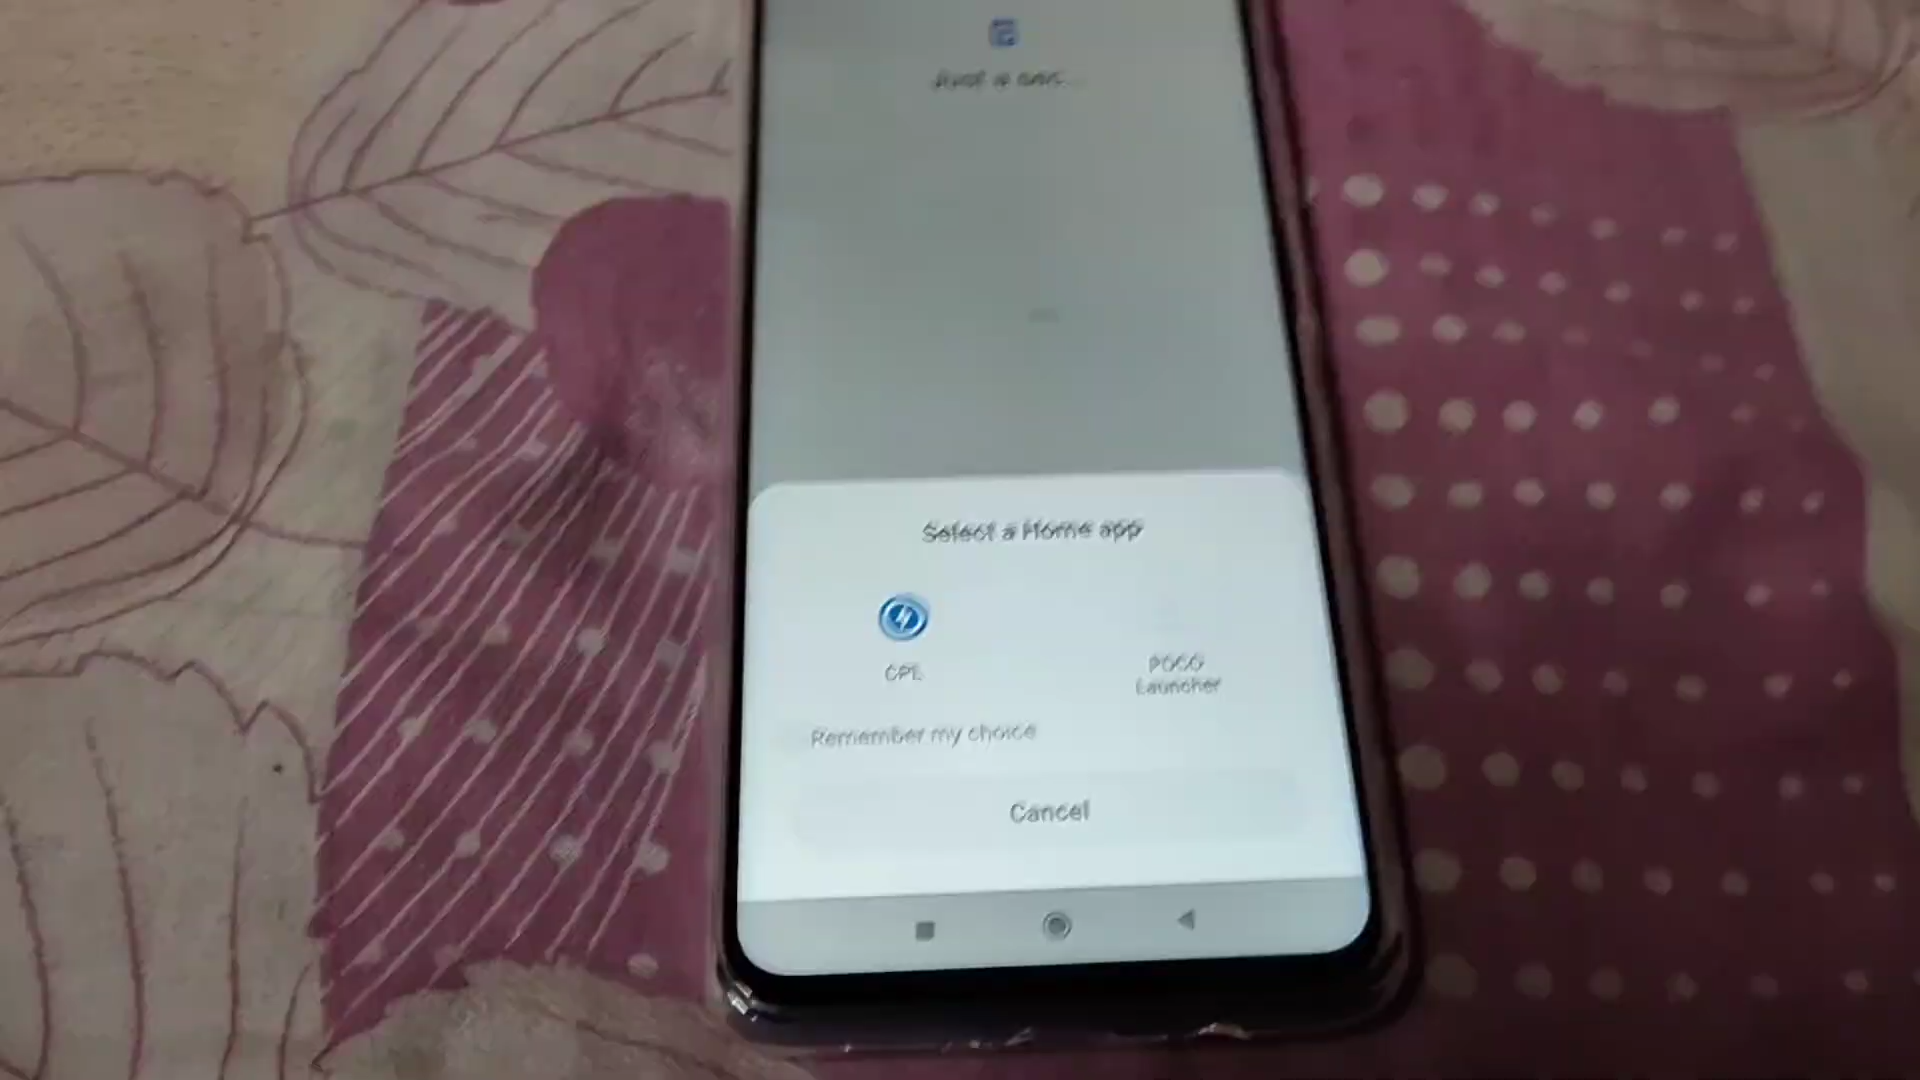 Just a sec...
Select a Home app
CPL
POCO
Launcher
Remember my choice
Cancel